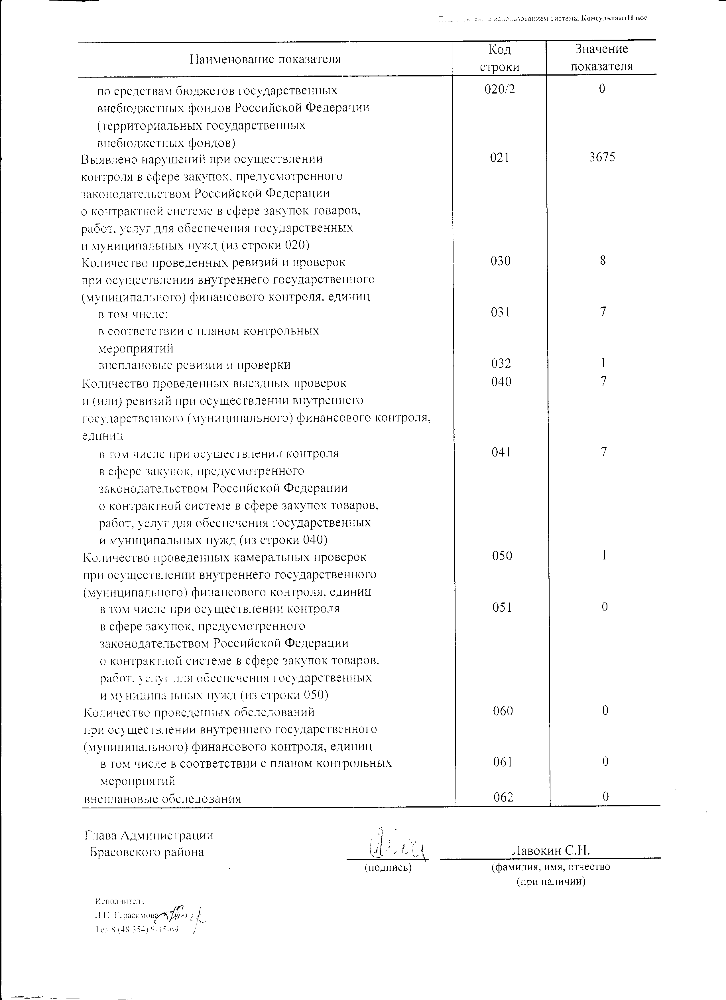 Подготовлено с использованием системы КонсультантПлюс
Наименование показателя
Код
строки
Значение
показателя
по средствам бюджетов государственных 020/2 0
внебюджетных фондов Российской Федерации
(территориальных государственных
внебюджетных фондов)
Выявлено нарушений при осуществлении 021 3675
контроля в сфере закупок, предусмотренного
законодательством Российской Федерации
о контрактной системе в сфере закупок товаров,
работ, услуг для обеспечения государственных
и муниципальных нужд (из строки 020)
Количество проведенных ревизий и проверок 030 8
при осуществлении внутреннего государственного
(муниципального) финансового контроля, единиц
в том числе: 031 7
в соответствии с планом контрольных
мероприятий
внеплановые ревизии и проверки 032 1
Количество проведенных выездных проверок 040 7
и (или) ревизий при осуществлении внутреннего
государственного (муниципального) финансового контроля,
единиц
в том числе при осуществлении контроля 041 7
в сфере закупок, предусмотренного
законодательством Российской Федерации
о контрактной системе в сфере закупок товаров,
работ, услуг для обеспечения государственных
и муниципальных нужд (из строки 040)
Количество проведенных камеральных проверок 050 1
при осуществлении внутреннего государственного
(муниципального) финансового контроля, единиц
в том числе при осуществлении контроля 051 0
в сфере закупок, предусмотренного
законодательством Российской Федерации
о контрактной системе в сфере закупок товаров,
работ, услуг для обеспечения государственных
и муниципальных нужд (из строки 050)
Количество проведенных обследований 060 0
при осуществлении внутреннего государственного
(муниципального) финансового контроля, единиц
в том числе в соответствии с планом контрольных 061 0
мероприятий
внеплановые обследования 062 0
Глава Администрации
Брасовского района Лавокин С.Н.
(подпись) (фамилия, имя, отчество
(при наличии)
Исполнитель
Л.Н Герасимова
Тел 8 (48 354) 9-15-69